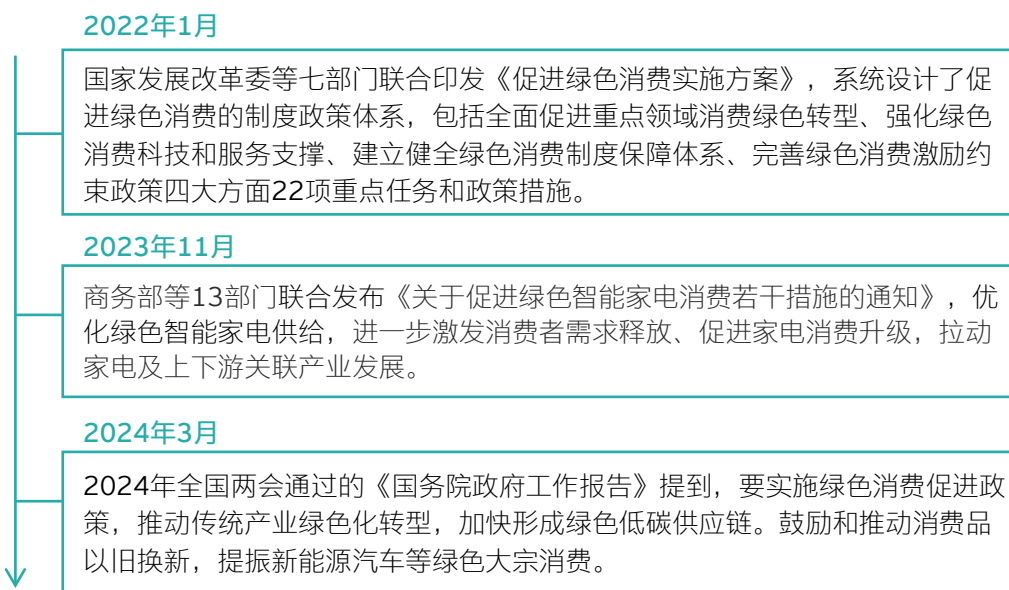 2022年1月
国家发展改革委等七部门联合印发《促进绿色消费实施方案》，系统设计了促
进绿色消费的制度政策体系，包括全面促进重点领域消费绿色转型、强化绿色
消费科技和服务支撑、建立健全绿色消费制度保障体系、完善绿色消费激励约
束政策四大方面22项重点任务和政策措施。
2023年11月
商务部等13部门联合发布《关于促进绿色智能家电消费若干措施的通知》，优
化绿色智能家电供给，进一步激发消费者需求释放、促进家电消费升级，拉动
家电及上下游关联产业发展。
2024年3月
2024年全国两会通过的《国务院政府工作报告》提到，要实施绿色消费促进政
策，推动传统产业绿色化转型，加快形成绿色低碳供应链。鼓励和推动消费品
以旧换新，提振新能源汽车等绿色大宗消费。